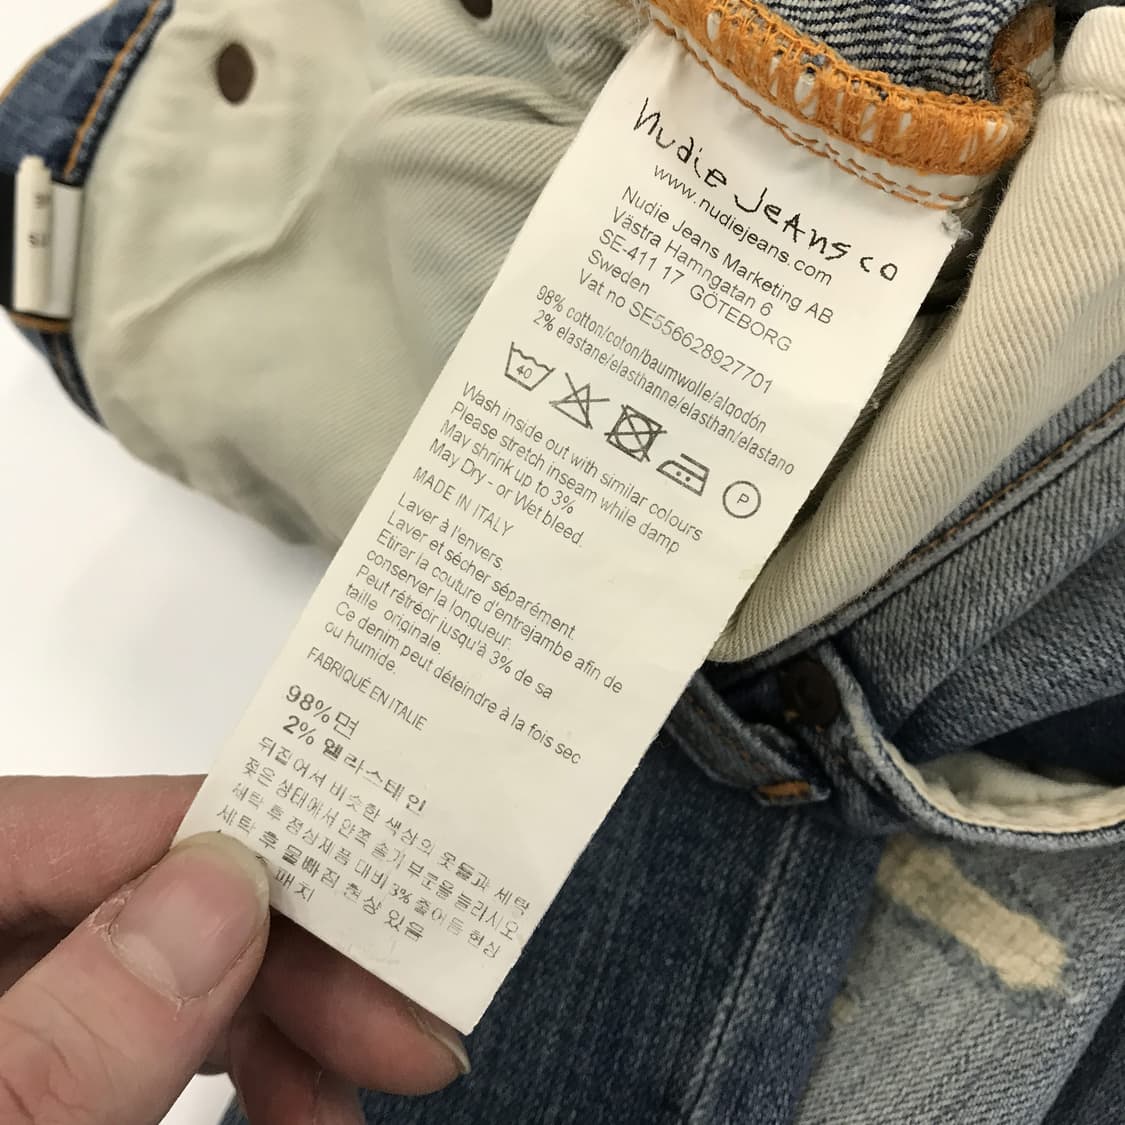 Nudie Jeans co
www.nudiejeans.com
Nudie Jeans Marketing AB
Västra Hamngatan 6
SE-411 17 GÖTEBORG
Sweden
Vat no SE556628927701
98% cotton/coton/baumwolle/algodón
2% elastane/elasthanne/elasthan/elastano
40
P
Wash inside out with similar colours
Please stretch inseam while damp
May shrink up to 3%
May Dry - or Wet bleed.
MADE IN ITALY
Laver à l'envers.
Laver et sécher séparément.
Etirer la couture d'entrejambe afin de
conserver la longueur.
Peut rétrécir jusqu'à 3% de sa
taille originale.
Ce denim peut déteindre à la fois sec
ou humide.
FABRIQUÉ EN ITALIE
98% 면
2% 엘라스테인
뒤집어서 비슷한 색상의 옷들과 세탁
젖은 상태에서 안쪽 솔기 부분을 늘리시오
세탁 후 정상제품 대비 3% 줄어듬 현상
세탁 후 물빠짐 현상 있음